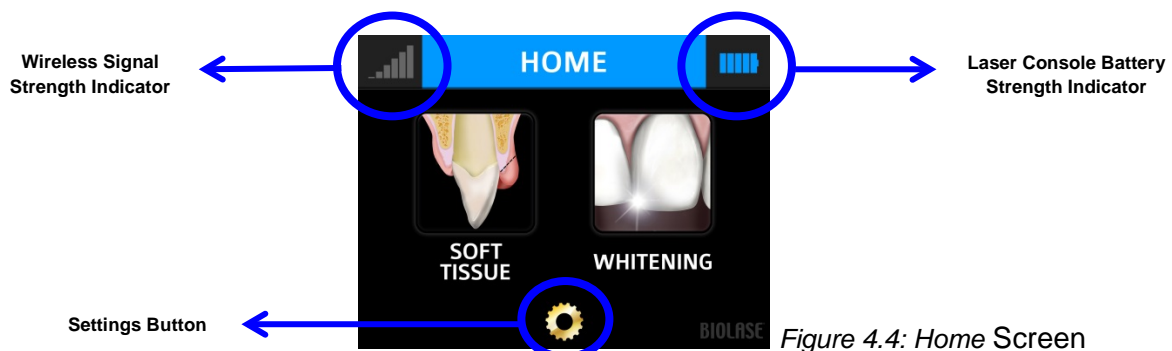 Wireless Signal
Strength Indicator
HOME
Laser Console Battery
Strength Indicator
SOFT
TISSUE
WHITENING
Settings Button
BIOLASE
Figure 4.4: Home Screen